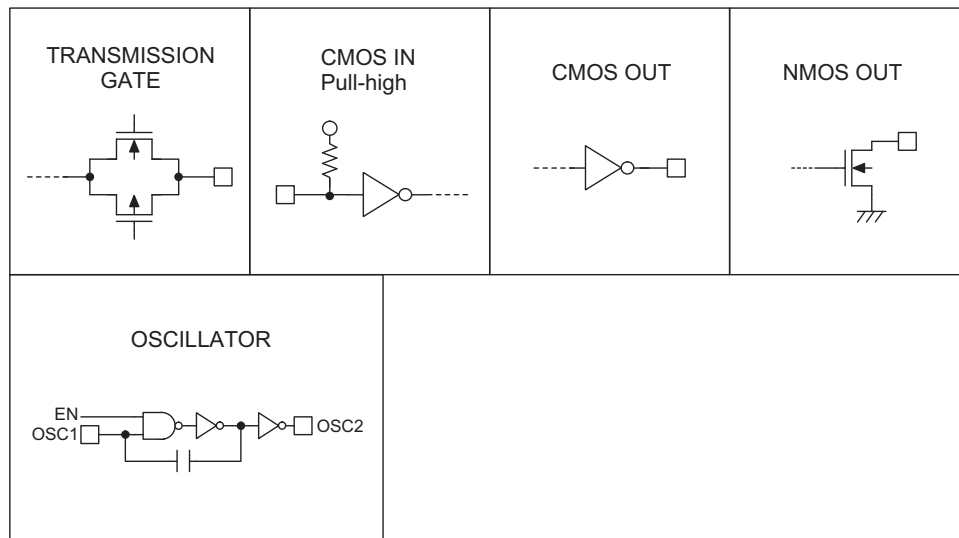 TRANSMISSION
GATE
CMOS IN
Pull-high
CMOS OUT
NMOS OUT
OSCILLATOR
EN
OSC1
OSC2